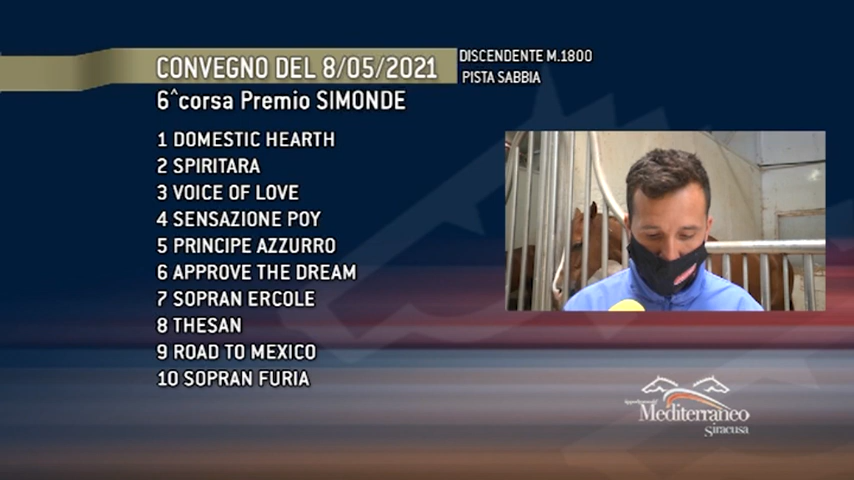 CONVEGNO DEL 8/05/2021
DISCENDENTE M.1800
PISTA SABBIA
6^corsa Premio SIMONDE
1 DOMESTIC HEARTH
2 SPIRITARA
3 VOICE OF LOVE
4 SENSAZIONE POY
5 PRINCIPE AZZURRO
6 APPROVE THE DREAM
7 SOPRAN ERCOLE
8 THESAN
9 ROAD TO MEXICO
10 SOPRAN FURIA
Mediterraneo
Siracusa